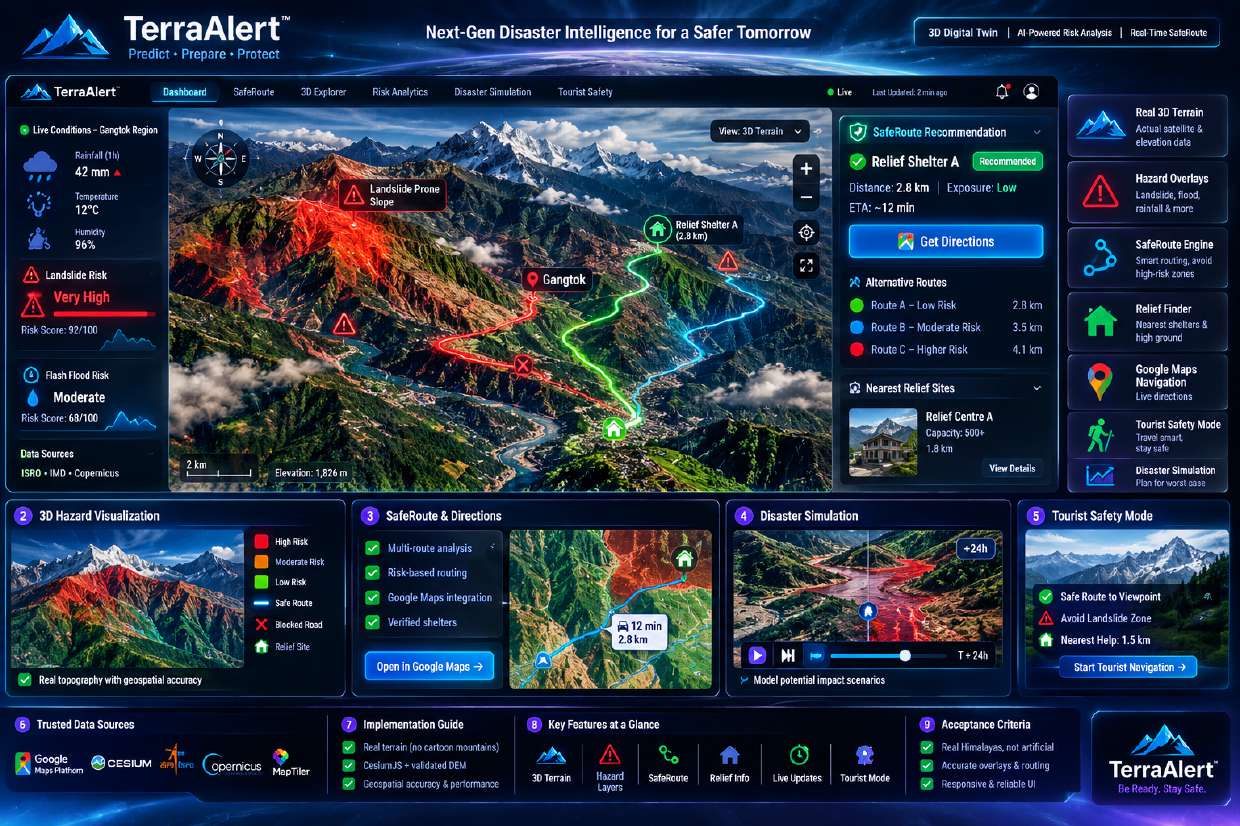 TerraAlert™
Predict • Prepare • Protect
Next-Gen Disaster Intelligence for a Safer Tomorrow
3D Digital Twin | AI-Powered Risk Analysis | Real-Time SafeRoute
TerraAlert™
Dashboard
SafeRoute
3D Explorer
Risk Analytics
Disaster Simulation
Tourist Safety
Live
Last Updated: 2 min ago
Live Conditions – Gangtok Region
Rainfall (1h)
42 mm
Temperature
12°C
Humidity
96%
Landslide Risk
Very High
Risk Score: 92/100
Flash Flood Risk
Moderate
Risk Score: 68/100
Data Sources
ISRO • IMD • Copernicus
N
W E
S
View: 3D Terrain
Landslide Prone
Slope
Relief Shelter A
(2.8 km)
Gangtok
2 km
Elevation: 1,826 m
SafeRoute Recommendation
Relief Shelter A
Recommended
Distance: 2.8 km | Exposure: Low
ETA: ~12 min
Get Directions
Alternative Routes
Route A – Low Risk 2.8 km
Route B – Moderate Risk 3.5 km
Route C – Higher Risk 4.1 km
Nearest Relief Sites
Relief Centre A
Capacity: 500+
1.8 km
View Details
Real 3D Terrain
Actual satellite &
elevation data
Hazard Overlays
Landslide, flood,
rainfall & more
SafeRoute Engine
Smart routing, avoid
high-risk zones
Relief Finder
Nearest shelters &
high ground
Google Maps
Navigation
Live directions
Tourist Safety Mode
Travel smart,
stay safe
Disaster Simulation
Plan for worst case
2 3D Hazard Visualization
High Risk
Moderate Risk
Low Risk
Safe Route
Blocked Road
Relief Site
Real topography with geospatial accuracy
3 SafeRoute & Directions
Multi-route analysis
Risk-based routing
Google Maps integration
Verified shelters
Open in Google Maps →
12 min
2.8 km
4 Disaster Simulation
+24h
T + 24h
Model potential impact scenarios
5 Tourist Safety Mode
Safe Route to Viewpoint
Avoid Landslide Zone
Nearest Help: 1.5 km
Start Tourist Navigation →
6 Trusted Data Sources
Google
Maps Platform
CESIUM
Copernicus
MapTiler
7 Implementation Guide
Real terrain (no cartoon mountains)
CesiumJS + validated DEM
Geospatial accuracy & performance
8 Key Features at a Glance
3D Terrain
Hazard
Layers
SafeRoute
Relief Info
Live Updates
Tourist Mode
9 Acceptance Criteria
Real Himalayas, not artificial
Accurate overlays & routing
Responsive & reliable UI
TerraAlert™
Be Ready. Stay Safe.